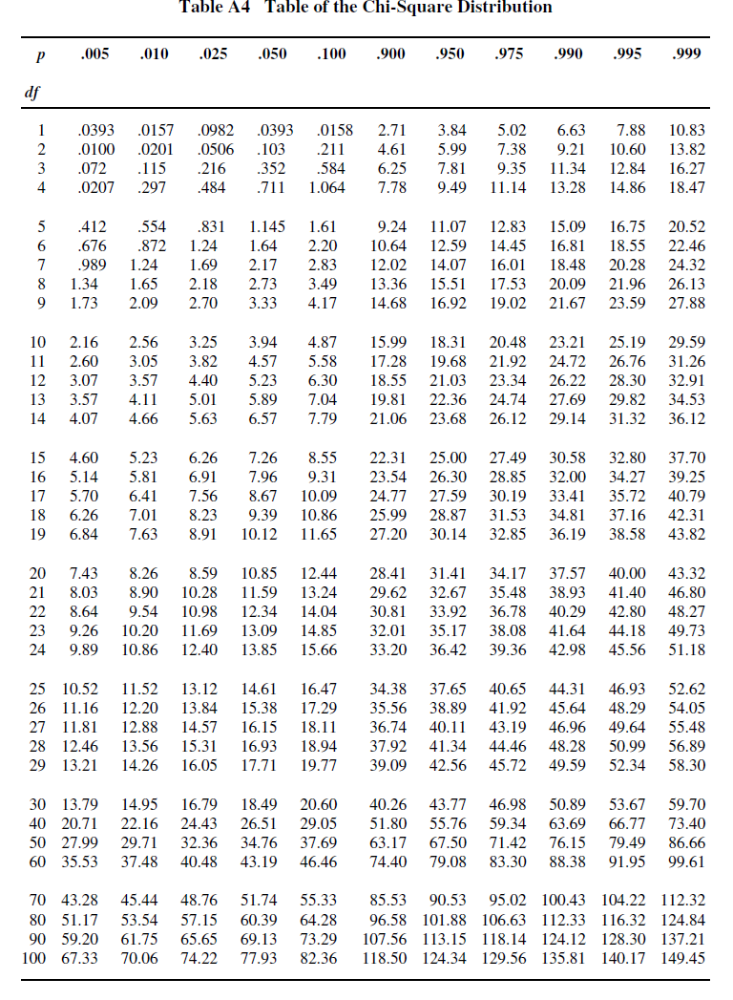 Table A4 Table of the Chi-Square Distribution
p .005 .010 .025 .050 .100 .900 .950 .975 .990 .995 .999
df
1 .0393 .0157 .0982 .0393 .0158 2.71 3.84 5.02 6.63 7.88 10.83
2 .0100 .0201 .0506 .103 .211 4.61 5.99 7.38 9.21 10.60 13.82
3 .072 .115 .216 .352 .584 6.25 7.81 9.35 11.34 12.84 16.27
4 .0207 .297 .484 .711 1.064 7.78 9.49 11.14 13.28 14.86 18.47
5 .412 .554 .831 1.145 1.61 9.24 11.07 12.83 15.09 16.75 20.52
6 .676 .872 1.24 1.64 2.20 10.64 12.59 14.45 16.81 18.55 22.46
7 .989 1.24 1.69 2.17 2.83 12.02 14.07 16.01 18.48 20.28 24.32
8 1.34 1.65 2.18 2.73 3.49 13.36 15.51 17.53 20.09 21.96 26.13
9 1.73 2.09 2.70 3.33 4.17 14.68 16.92 19.02 21.67 23.59 27.88
10 2.16 2.56 3.25 3.94 4.87 15.99 18.31 20.48 23.21 25.19 29.59
11 2.60 3.05 3.82 4.57 5.58 17.28 19.68 21.92 24.72 26.76 31.26
12 3.07 3.57 4.40 5.23 6.30 18.55 21.03 23.34 26.22 28.30 32.91
13 3.57 4.11 5.01 5.89 7.04 19.81 22.36 24.74 27.69 29.82 34.53
14 4.07 4.66 5.63 6.57 7.79 21.06 23.68 26.12 29.14 31.32 36.12
15 4.60 5.23 6.26 7.26 8.55 22.31 25.00 27.49 30.58 32.80 37.70
16 5.14 5.81 6.91 7.96 9.31 23.54 26.30 28.85 32.00 34.27 39.25
17 5.70 6.41 7.56 8.67 10.09 24.77 27.59 30.19 33.41 35.72 40.79
18 6.26 7.01 8.23 9.39 10.86 25.99 28.87 31.53 34.81 37.16 42.31
19 6.84 7.63 8.91 10.12 11.65 27.20 30.14 32.85 36.19 38.58 43.82
20 7.43 8.26 8.59 10.85 12.44 28.41 31.41 34.17 37.57 40.00 43.32
21 8.03 8.90 10.28 11.59 13.24 29.62 32.67 35.48 38.93 41.40 46.80
22 8.64 9.54 10.98 12.34 14.04 30.81 33.92 36.78 40.29 42.80 48.27
23 9.26 10.20 11.69 13.09 14.85 32.01 35.17 38.08 41.64 44.18 49.73
24 9.89 10.86 12.40 13.85 15.66 33.20 36.42 39.36 42.98 45.56 51.18
25 10.52 11.52 13.12 14.61 16.47 34.38 37.65 40.65 44.31 46.93 52.62
26 11.16 12.20 13.84 15.38 17.29 35.56 38.89 41.92 45.64 48.29 54.05
27 11.81 12.88 14.57 16.15 18.11 36.74 40.11 43.19 46.96 49.64 55.48
28 12.46 13.56 15.31 16.93 18.94 37.92 41.34 44.46 48.28 50.99 56.89
29 13.21 14.26 16.05 17.71 19.77 39.09 42.56 45.72 49.59 52.34 58.30
30 13.79 14.95 16.79 18.49 20.60 40.26 43.77 46.98 50.89 53.67 59.70
40 20.71 22.16 24.43 26.51 29.05 51.80 55.76 59.34 63.69 66.77 73.40
50 27.99 29.71 32.36 34.76 37.69 63.17 67.50 71.42 76.15 79.49 86.66
60 35.53 37.48 40.48 43.19 46.46 74.40 79.08 83.30 88.38 91.95 99.61
70 43.28 45.44 48.76 51.74 55.33 85.53 90.53 95.02 100.43 104.22 112.32
80 51.17 53.54 57.15 60.39 64.28 96.58 101.88 106.63 112.33 116.32 124.84
90 59.20 61.75 65.65 69.13 73.29 107.56 113.15 118.14 124.12 128.30 137.21
100 67.33 70.06 74.22 77.93 82.36 118.50 124.34 129.56 135.81 140.17 149.45